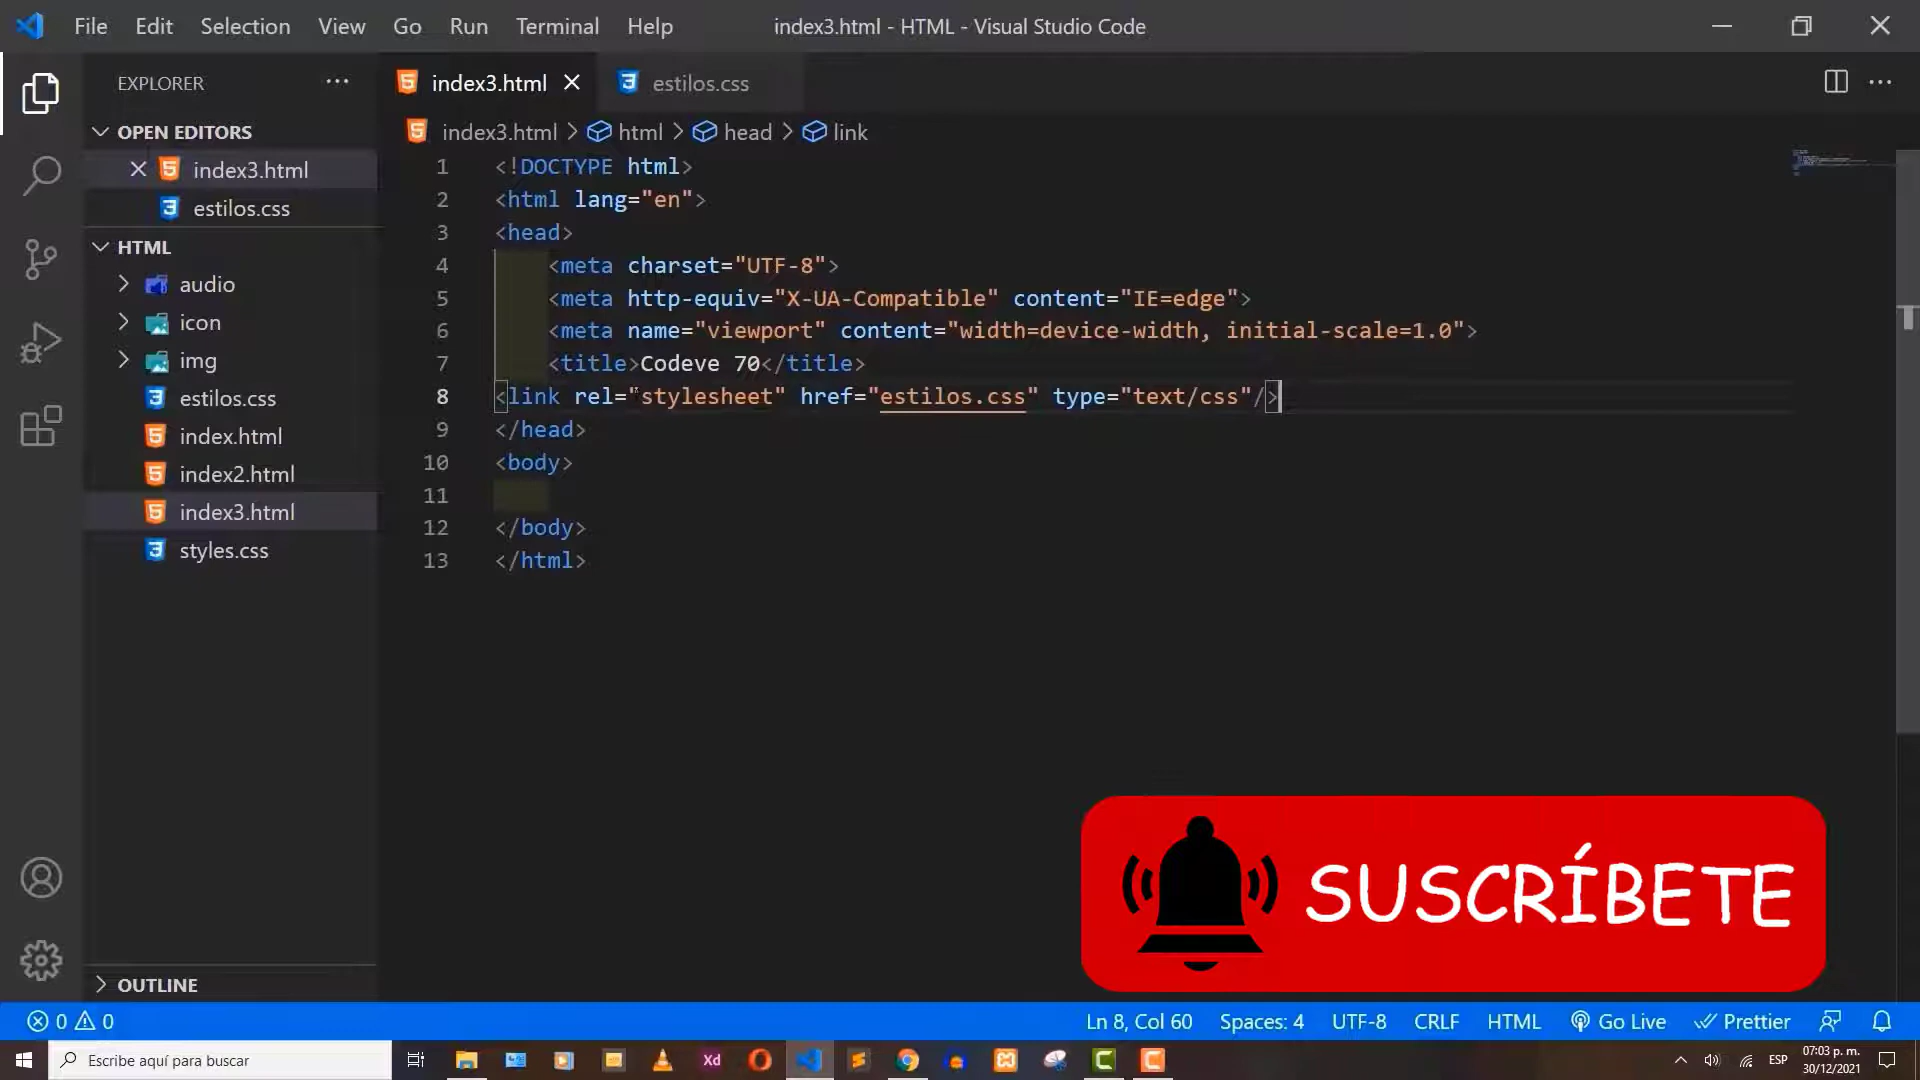 File Edit Selection View Go Run Terminal Help
index3.html - HTML - Visual Studio Code
EXPLORER
OPEN EDITORS
index3.html
estilos.css
HTML
audio
icon
img
estilos.css
index.html
index2.html
index3.html
styles.css
OUTLINE
index3.html estilos.css
index3.html > html > head > link
1 <!DOCTYPE html>
2 <html lang="en">
3 <head>
4 <meta charset="UTF-8">
5 <meta http-equiv="X-UA-Compatible" content="IE=edge">
6 <meta name="viewport" content="width=device-width, initial-scale=1.0">
7 <title>Codeve 70</title>
8 <link rel="stylesheet" href="estilos.css" type="text/css"/>
9 </head>
10 <body>
11
12 </body>
13 </html>
SUSCRÍBETE
0 0
Ln 8, Col 60 Spaces: 4 UTF-8 CRLF HTML Go Live Prettier
Escribe aquí para buscar
Xd
ESP
07:03 p. m.
30/12/2021